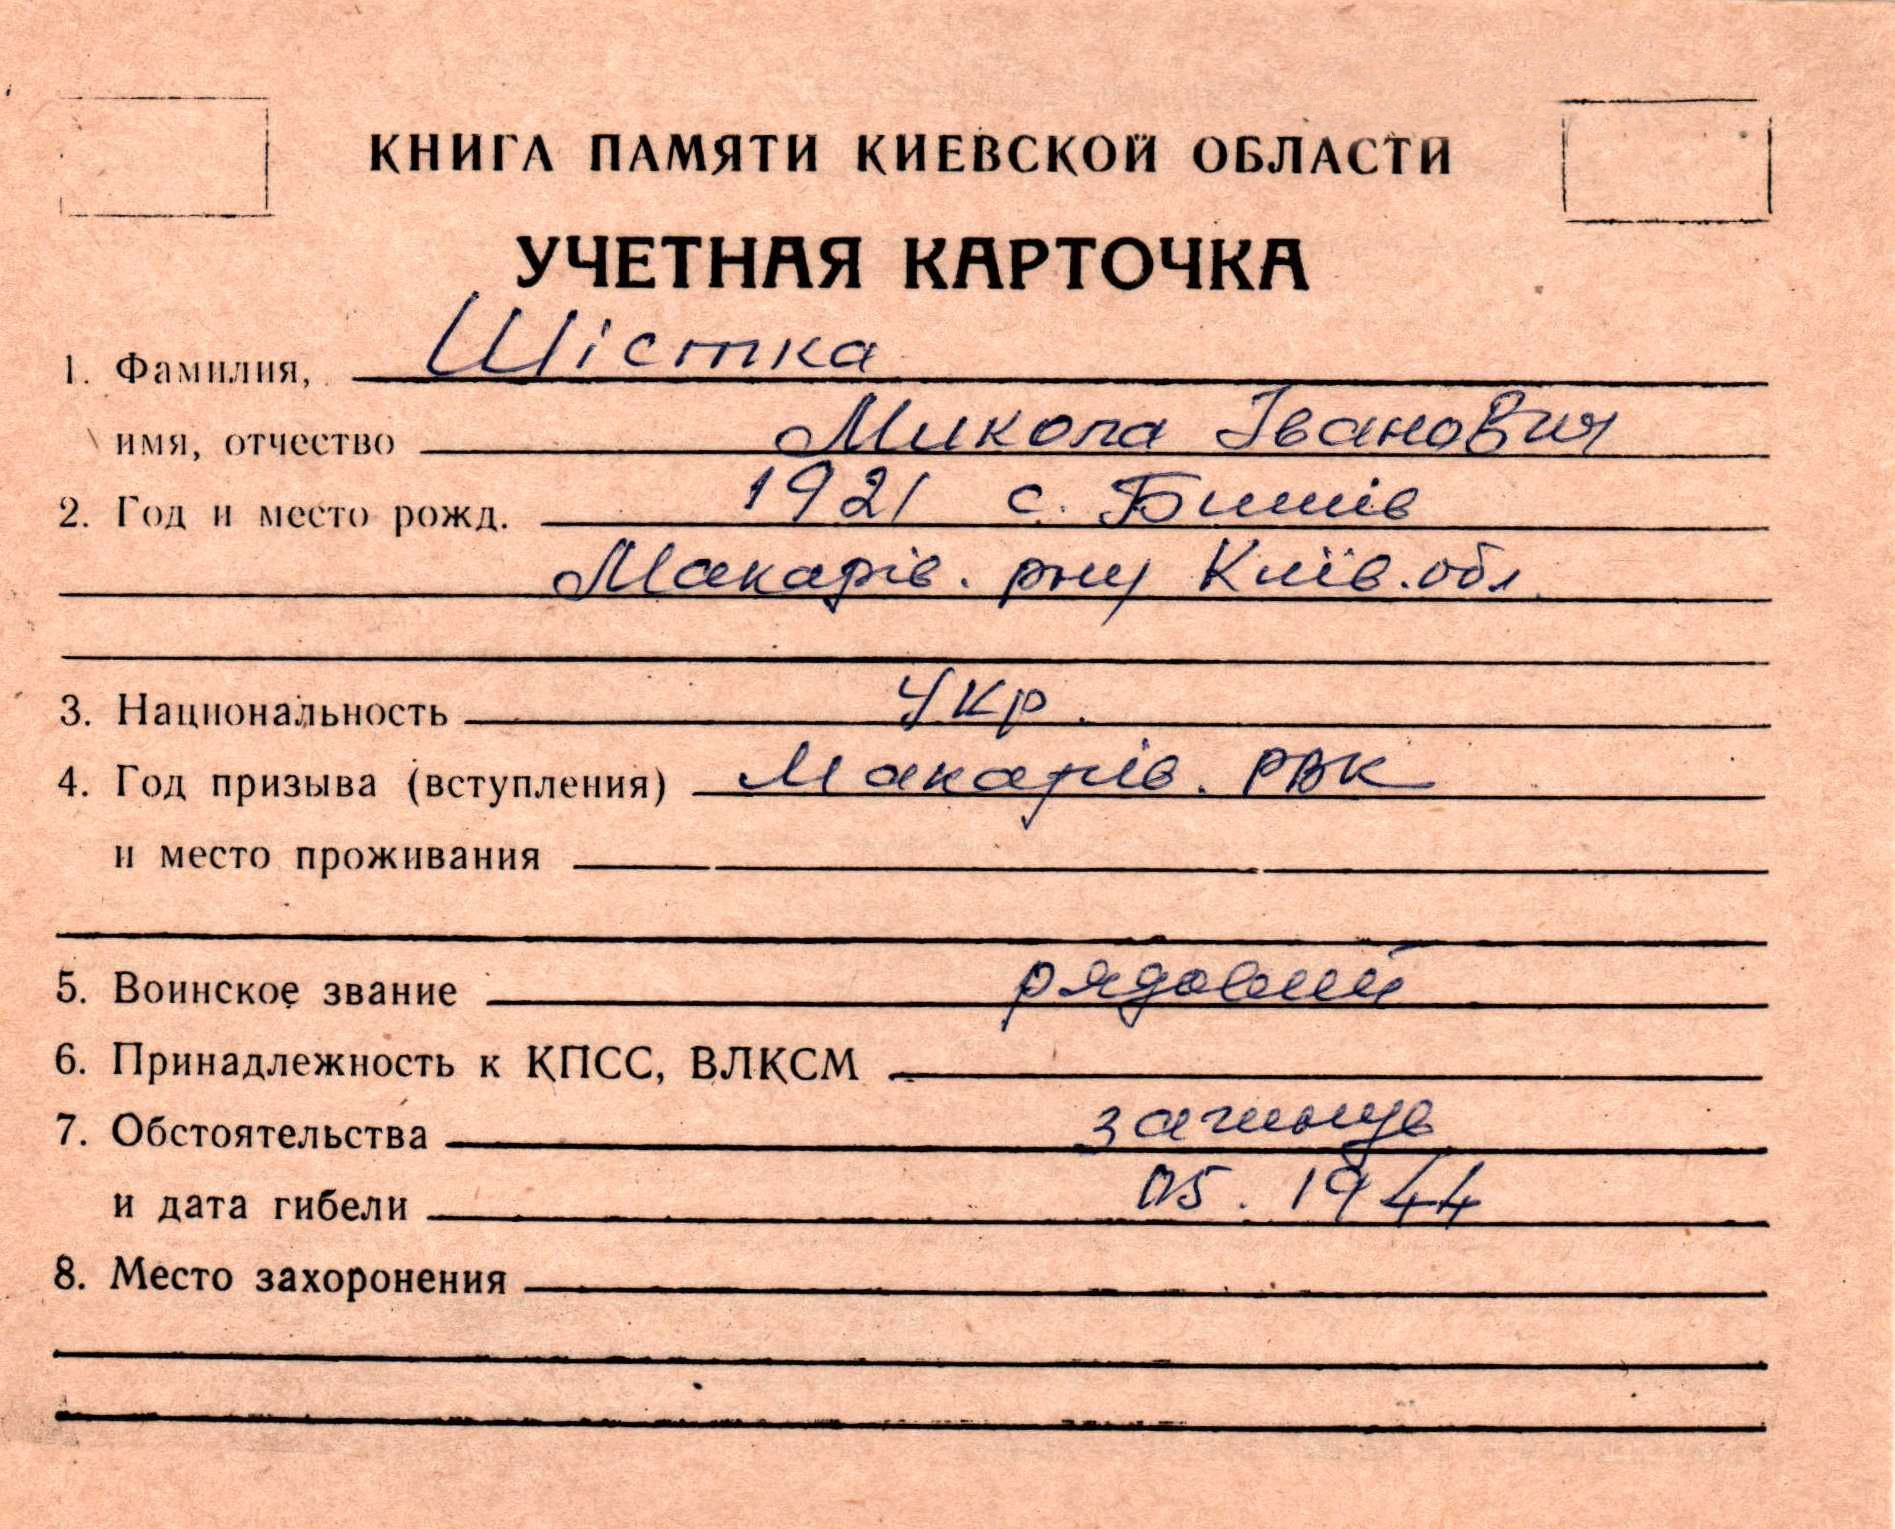 КНИГА ПАМЯТИ КИЕВСКОЙ ОБЛАСТИ
УЧЕТНАЯ КАРТОЧКА
1. Фамилия, Шістка
имя, отчество Микола Іванович
2. Год и место рожд. 1921 с. Бишів
Макарів. рну Київ. обл.
3. Национальность Укр.
4. Год призыва (вступления) Макарів. РВК
и место проживания
5. Воинское звание рядовий
6. Принадлежность к КПСС, ВЛКСМ
7. Обстоятельства загинув
и дата гибели 05. 1944
8. Место захоронения